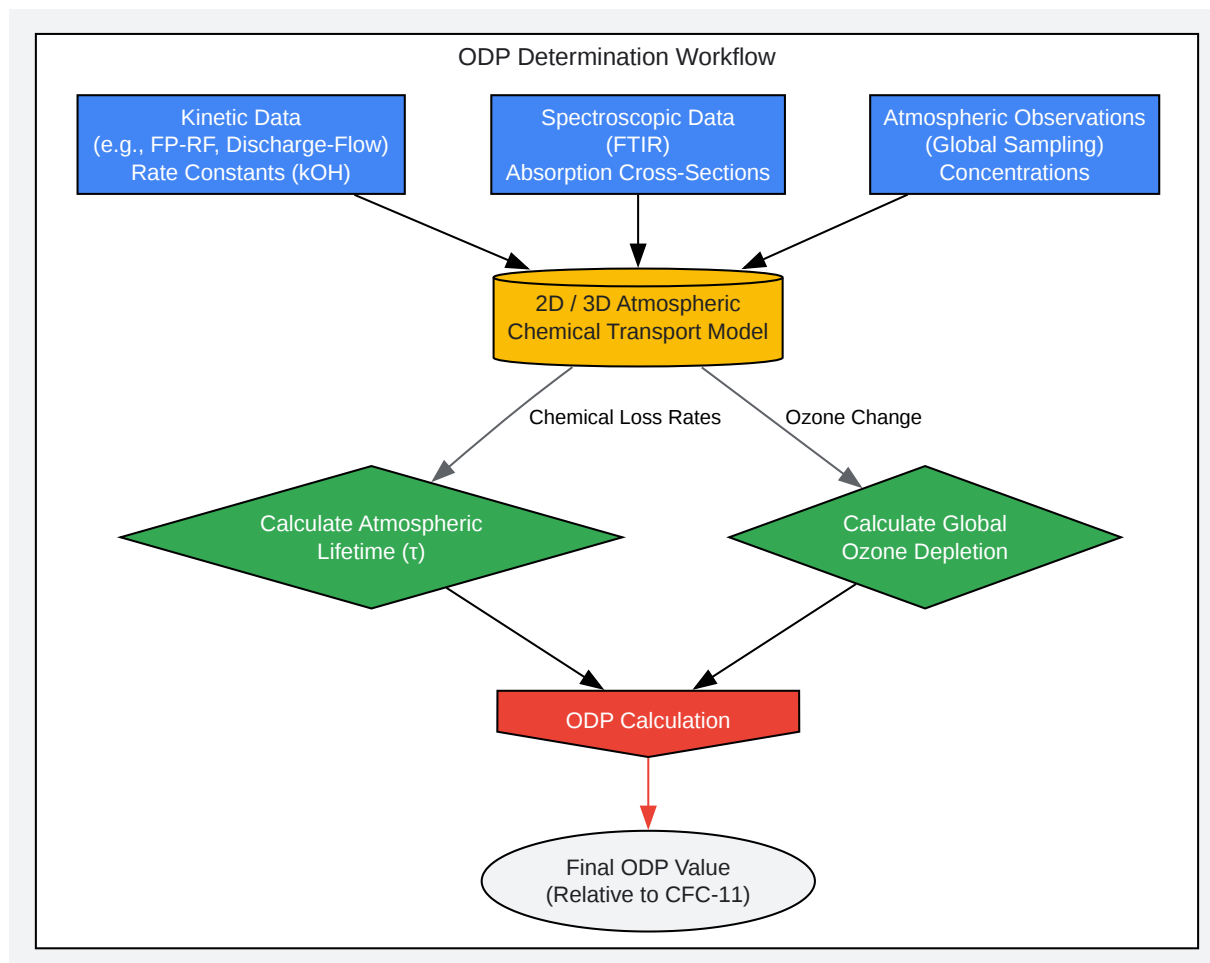 ODP Determination Workflow
Kinetic Data
(e.g., FP-RF, Discharge-Flow)
Rate Constants (kOH)
Spectroscopic Data
(FTIR)
Absorption Cross-Sections
Atmospheric Observations
(Global Sampling)
Concentrations
2D / 3D Atmospheric
Chemical Transport Model
Chemical Loss Rates
Ozone Change
Calculate Atmospheric
Lifetime (τ)
Calculate Global
Ozone Depletion
ODP Calculation
Final ODP Value
(Relative to CFC-11)